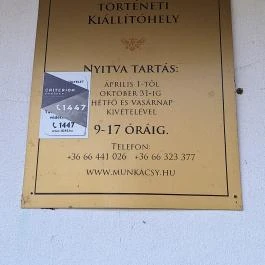 TÖRTÉNETI
KIÁLLÍTÓHELY
NYITVA TARTÁS:
ÁPRILIS 1-TŐL
OKTÓBER 31-IG
HÉTFŐ ÉS VASÁRNAP
KIVÉTELÉVEL
9-17 ÓRÁIG.
TELEFON:
+36 66 441 026 +36 66 323 377
WWW.MUNKACSY.HU
CRITERION
1447
1447